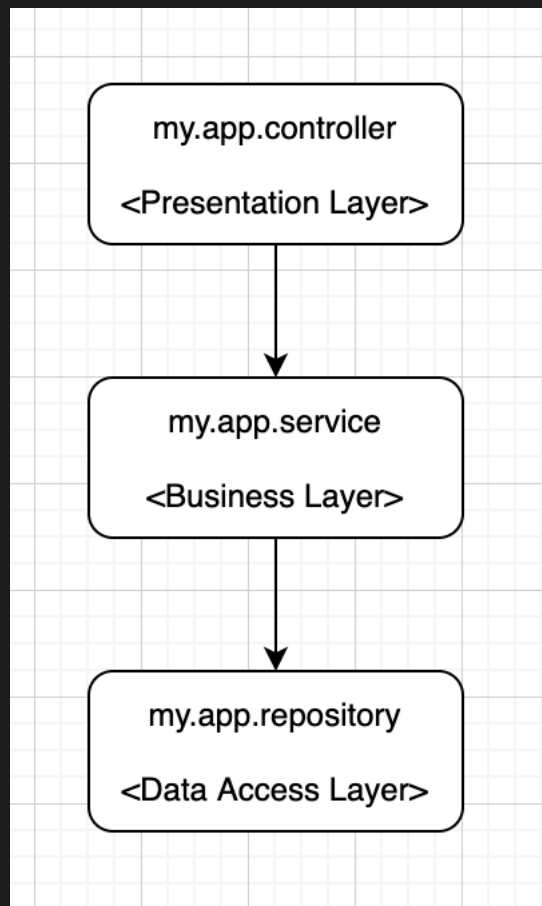 my.app.controller
<Presentation Layer>
my.app.service
<Business Layer>
my.app.repository
<Data Access Layer>